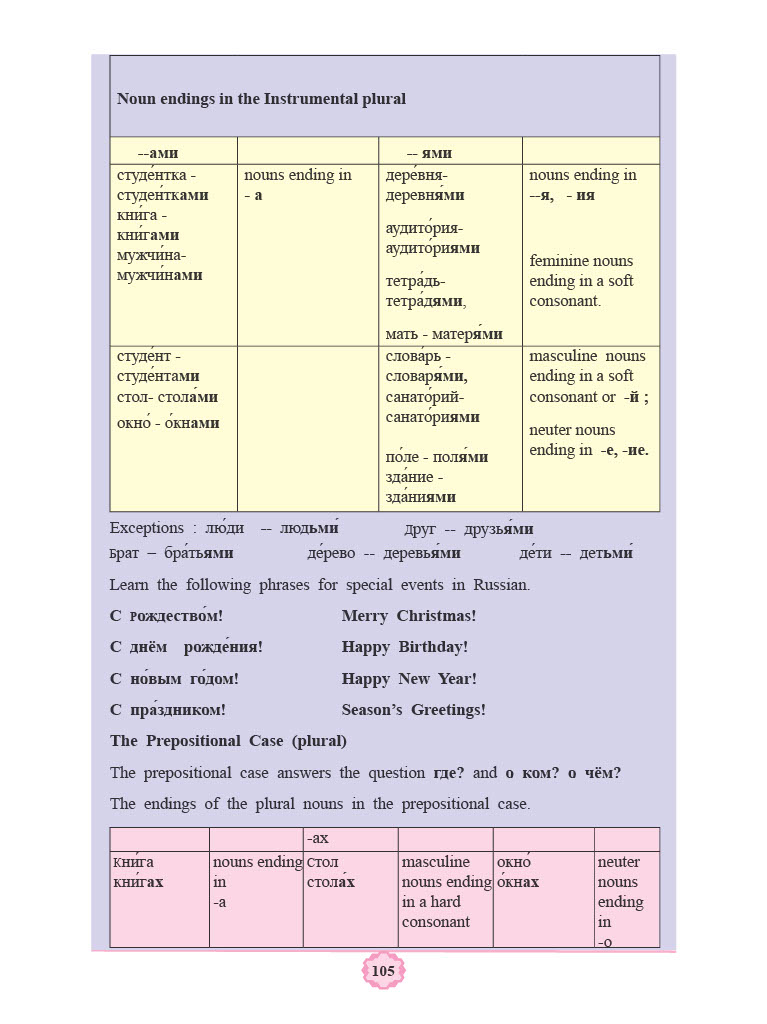 Noun endings in the Instrumental plural
--ами
-- ями
студе́нтка -
студе́нтками
кни́га -
кни́гами
мужчи́на-
мужчи́нами
nouns ending in
- а
дере́вня-
деревня́ми
аудито́рия-
аудито́риями
тетра́дь-
тетра́дями,
мать - матеря́ми
nouns ending in
--я, - ия
feminine nouns
ending in a soft
consonant.
студе́нт -
студе́нтами
стол- стола́ми
окно́ - о́кнами
слова́рь -
словаря́ми,
санато́рий-
санато́риями
по́ле - поля́ми
зда́ние -
зда́ниями
masculine nouns
ending in a soft
consonant or -й ;
neuter nouns
ending in -е, -ие.
Exceptions : лю́ди -- людьми́ Друг -- друзья́ми
Брат – бра́тьями де́рево -- дере́вьями де́ти -- детьми́
Learn the following phrases for special events in Russian.
С Рождество́м! Merry Christmas!
С днём рожде́ния! Happy Birthday!
С но́вым го́дом! Happy New Year!
С пра́здником! Season’s Greetings!
The Prepositional Case (plural)
The prepositional case answers the question где? and о ком? о чём?
The endings of the plural nouns in the prepositional case.
-ах
Кни́га
кни́гах
nouns ending
in
-а
Стол
стола́х
masculine
nouns ending
in a hard
consonant
окно́
о́кнах
neuter
nouns
ending
in
-о
105